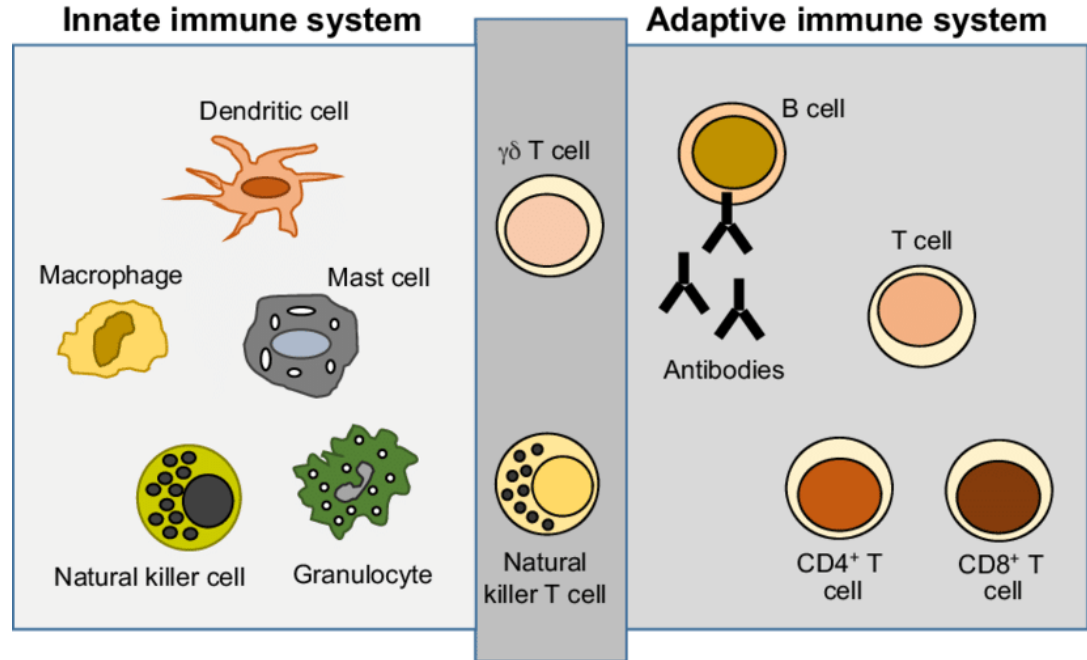 Innate immune system
Adaptive immune system
Dendritic cell
Macrophage
Mast cell
Natural killer cell
Granulocyte
γδ T cell
Natural
killer T cell
B cell
T cell
Antibodies
CD4⁺ T
cell
CD8⁺ T
cell